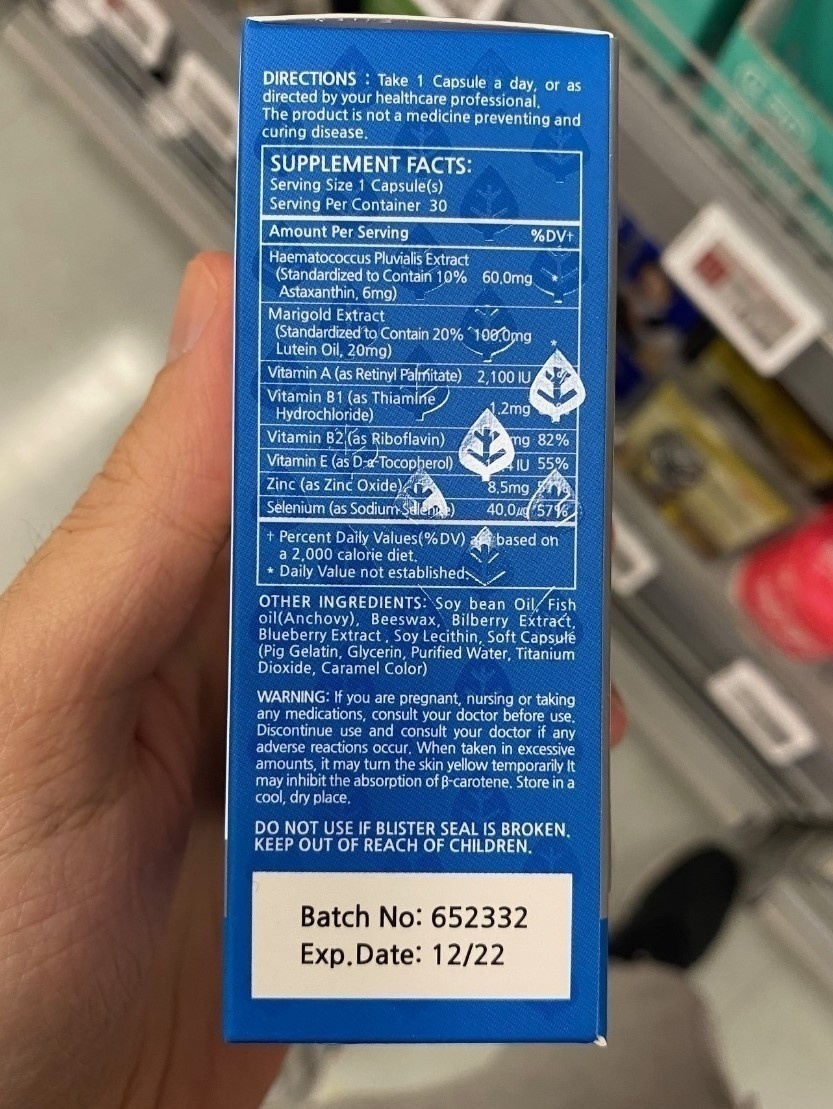 DIRECTIONS : Take 1 Capsule a day, or as
directed by your healthcare professional.
The product is not a medicine preventing and
curing disease.
SUPPLEMENT FACTS:
Serving Size 1 Capsule(s)
Serving Per Container 30
Amount Per Serving %DV†
Haematococcus Pluvialis Extract
(Standardized to Contain 10% 60.0mg *
Astaxanthin, 6mg)
Marigold Extract
(Standardized to Contain 20% 100.0mg *
Lutein Oil, 20mg)
Vitamin A (as Retinyl Palmitate) 2,100 IU
Vitamin B1 (as Thiamine 1.2mg
Hydrochloride)
Vitamin B2 (as Riboflavin) mg 82%
Vitamin E (as D-α-Tocopherol) IU 55%
Zinc (as Zinc Oxide) 8.5mg
Selenium (as Sodium 40.0㎍ 57%
† Percent Daily Values(%DV) are based on
a 2,000 calorie diet.
* Daily Value not established.
OTHER INGREDIENTS: Soy bean Oil, Fish
oil(Anchovy), Beeswax, Bilberry Extract,
Blueberry Extract, Soy Lecithin, Soft Capsule
(Pig Gelatin, Glycerin, Purified Water, Titanium
Dioxide, Caramel Color)
WARNING: If you are pregnant, nursing or taking
any medications, consult your doctor before use.
Discontinue use and consult your doctor if any
adverse reactions occur. When taken in excessive
amounts, it may turn the skin yellow temporarily It
may inhibit the absorption of β-carotene. Store in a
cool, dry place.
DO NOT USE IF BLISTER SEAL IS BROKEN.
KEEP OUT OF REACH OF CHILDREN.
Batch No: 652332
Exp.Date: 12/22